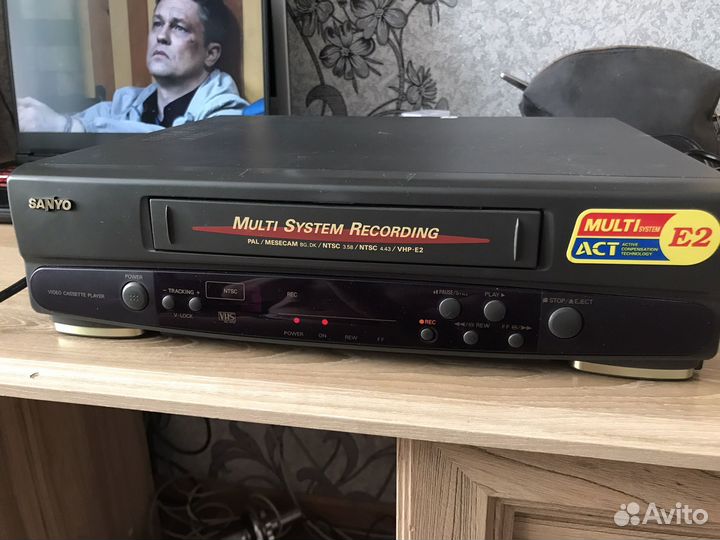 SANYO
MULTI SYSTEM RECORDING
PAL / MESECAM BG. DK / NTSC 3.58 / NTSC 4.43 / VHP-E2
MULTI SYSTEM
ACT ACTIVE COMPENSATION TECHNOLOGY
E2
VIDEO CASSETTE PLAYER
POWER
– TRACKING +
V-LOCK
NTSC
VHS
REC
POWER ON REW FF
PAUSE/STILL
PLAY
REC
REW
FF
STOP / EJECT
Avito